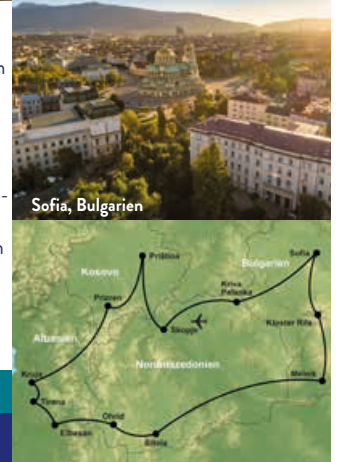 Sofia, Bulgarien
Priština
Sofia
Kosovo
Bulgarien
Kriva
Palanka
Prizren
Skopje
Kloster Rila
Albanien
Nordmazedonien
Kruja
Melnik
Tirana
Ohrid
Elbasan
Bitola